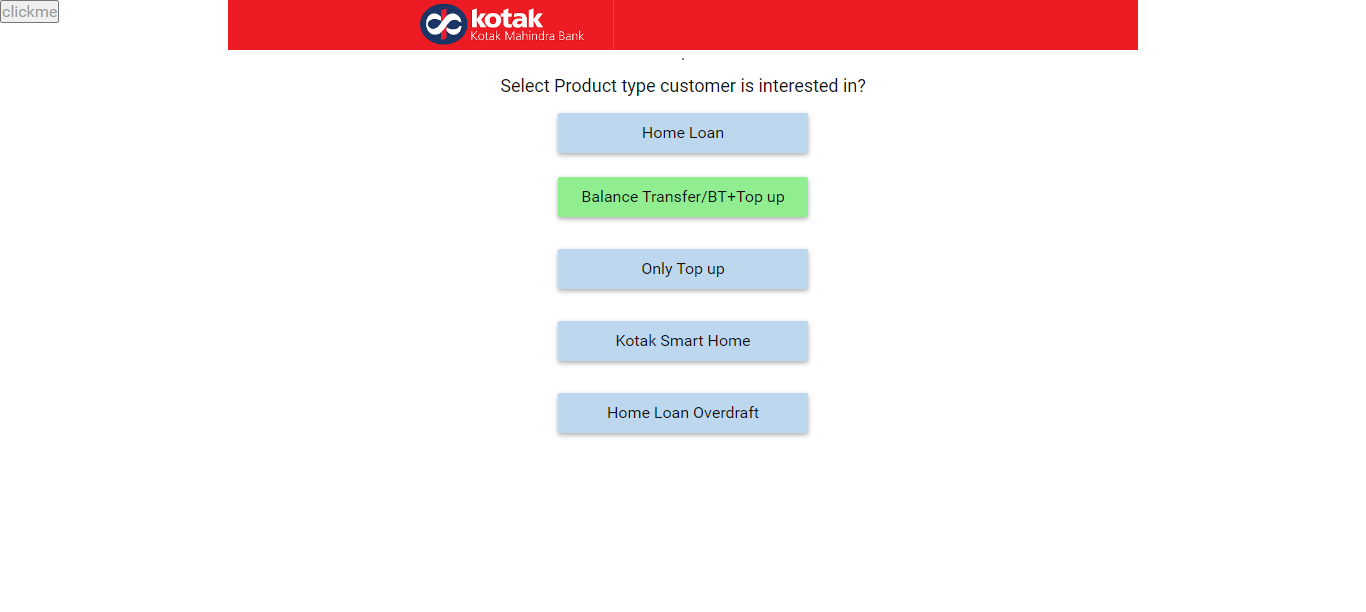 clickme
kotak
Kotak Mahindra Bank
.
Select Product type customer is interested in?
Home Loan
Balance Transfer/BT+Top up
Only Top up
Kotak Smart Home
Home Loan Overdraft